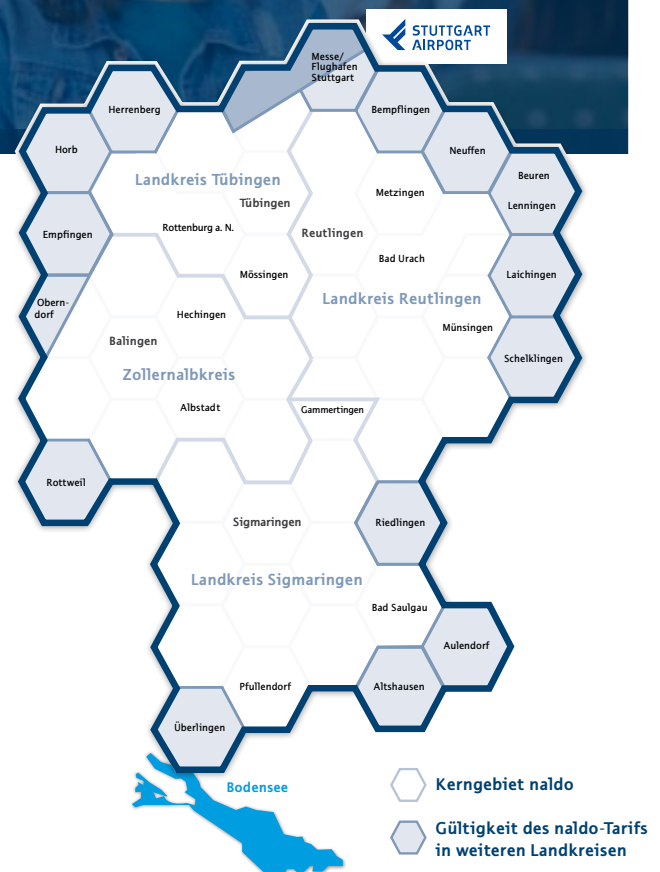 STUTTGART
AIRPORT
Messe/
Flughafen
Stuttgart
Herrenberg
Bempflingen
Horb
Neuffen
Beuren
Lenningen
Landkreis Tübingen
Metzingen
Tübingen
Rottenburg a. N.
Reutlingen
Empfingen
Bad Urach
Mössingen
Laichingen
Landkreis Reutlingen
Obern-
dorf
Hechingen
Münsingen
Balingen
Schelklingen
Zollernalbkreis
Albstadt
Gammertingen
Rottweil
Sigmaringen
Riedlingen
Landkreis Sigmaringen
Bad Saulgau
Aulendorf
Pfullendorf
Altshausen
Überlingen
Bodensee
Kerngebiet naldo
Gültigkeit des naldo-Tarifs
in weiteren Landkreisen